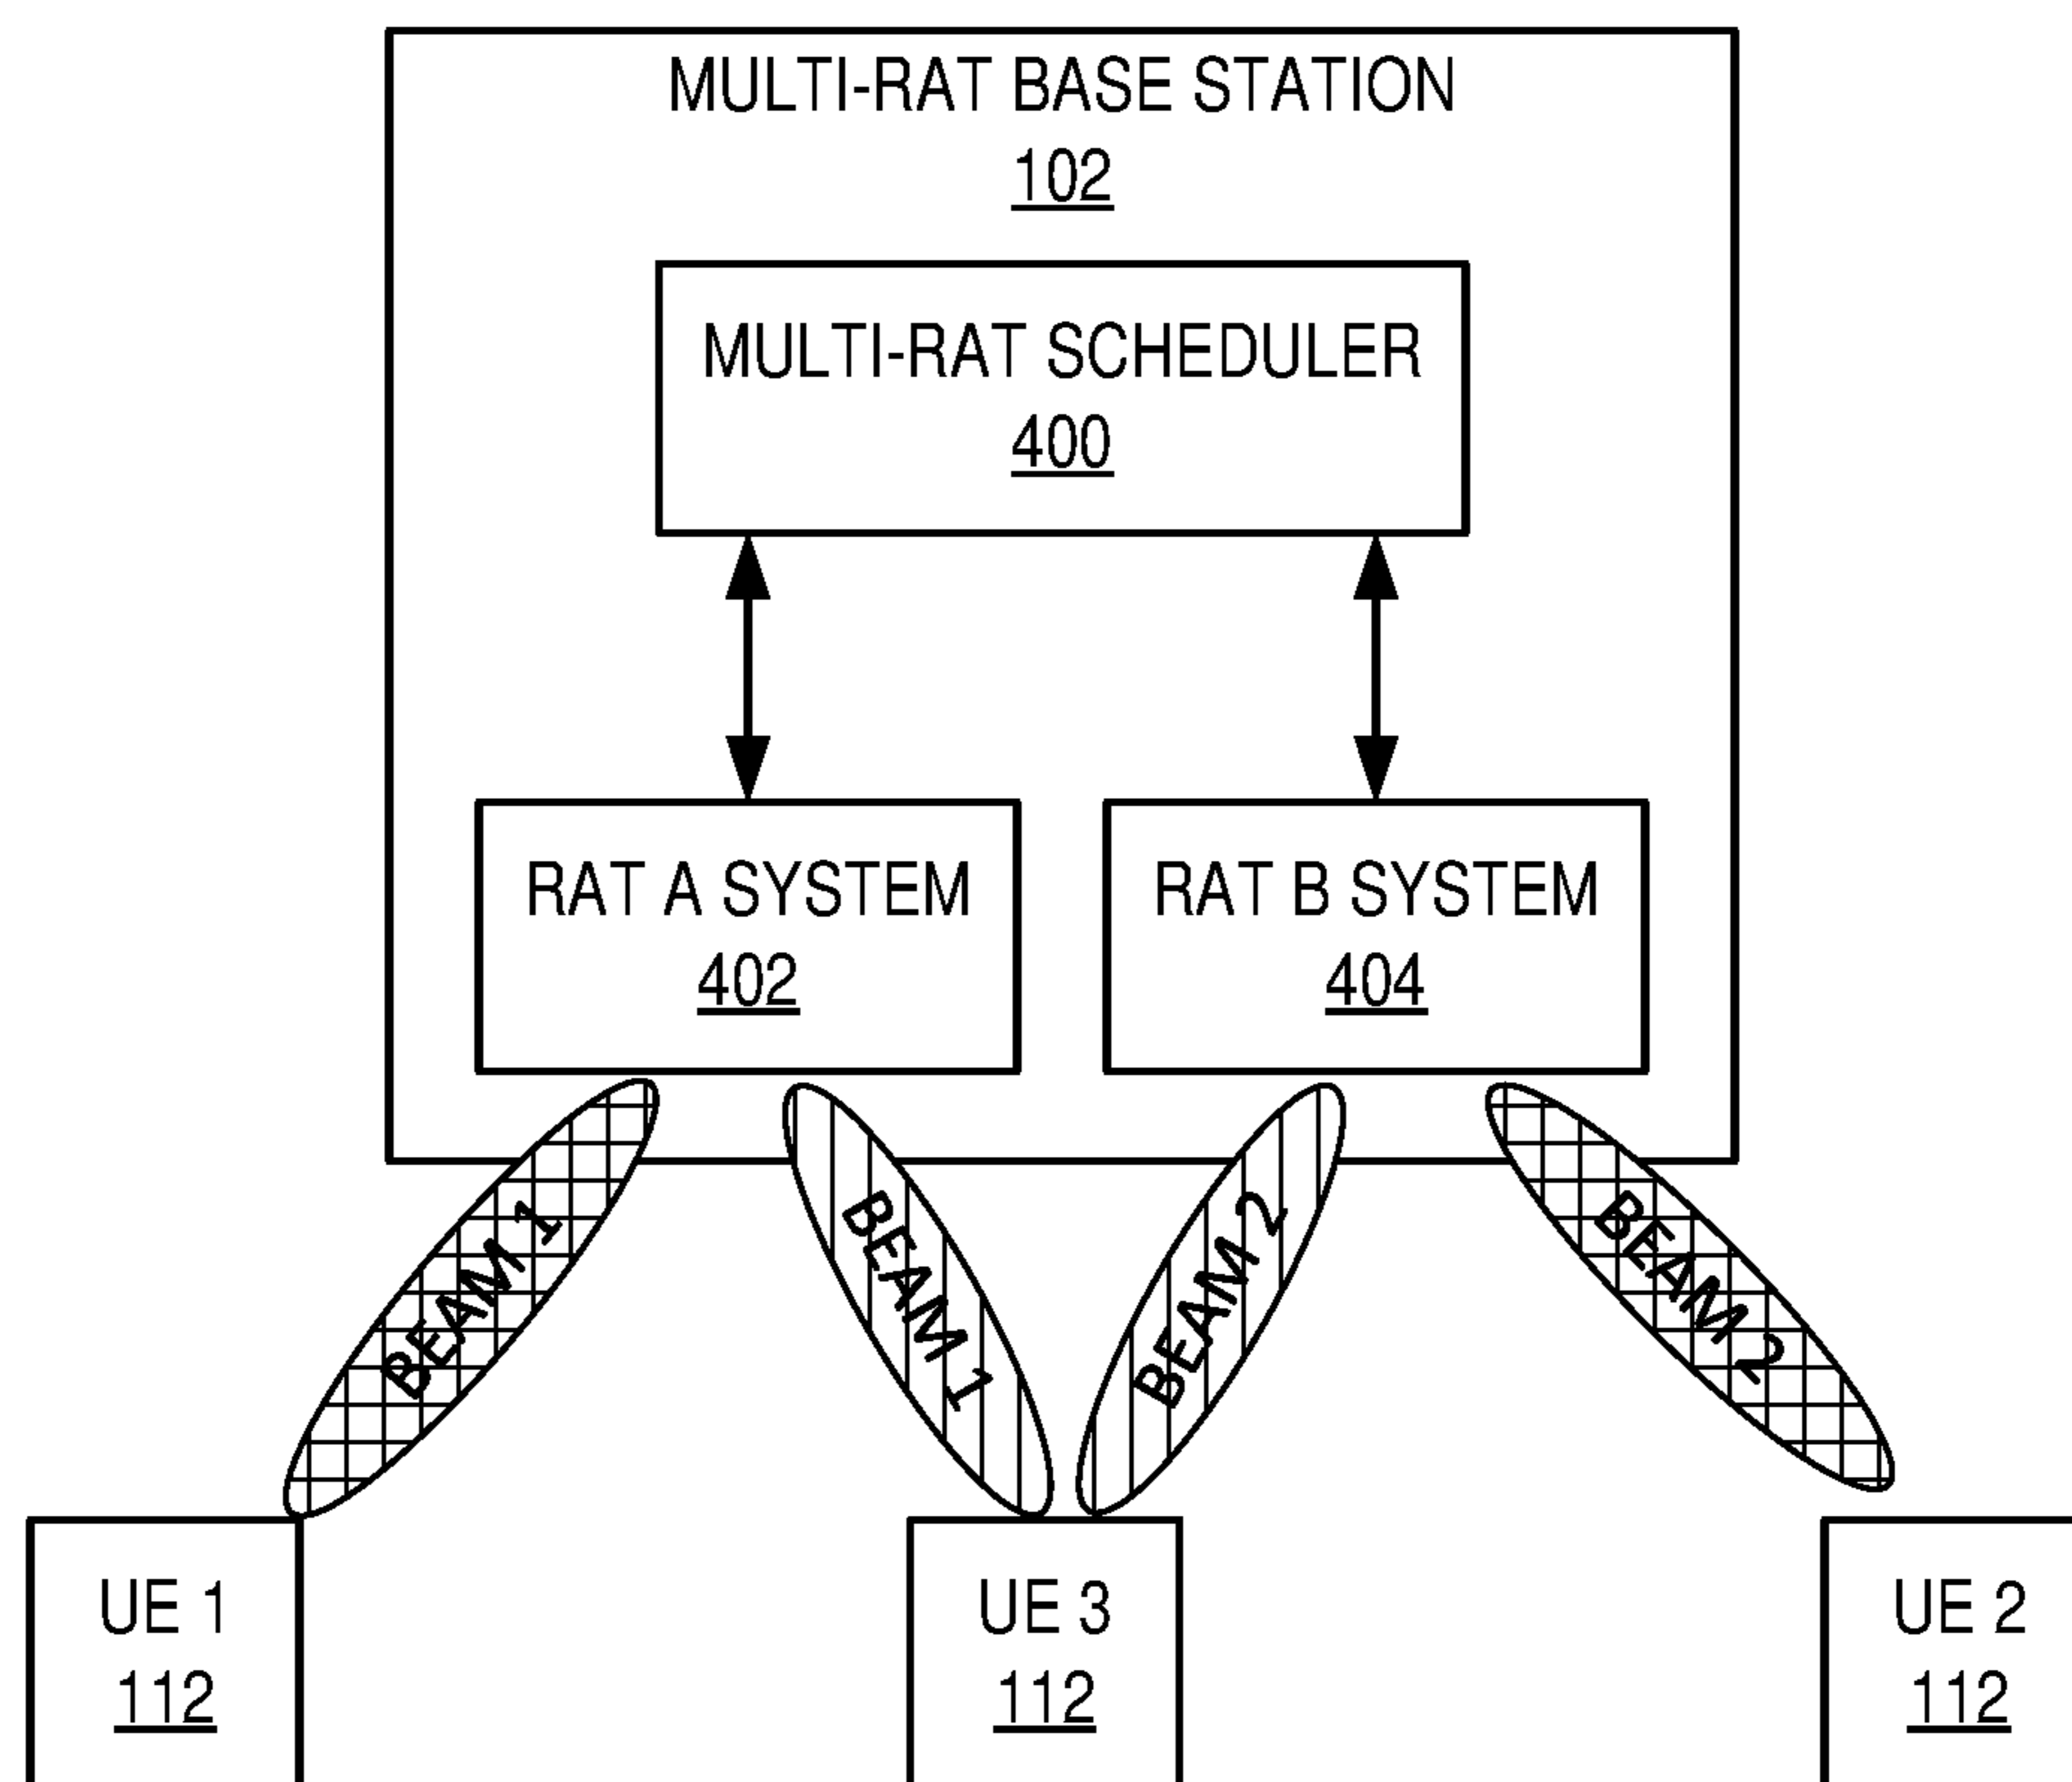 MULTI-RAT BASE STATION
102
MULTI-RAT SCHEDULER
400
RAT A SYSTEM
402
RAT B SYSTEM
404
BEAM 1
BEAM 1
BEAM 2
BEAM 2
UE 1
112
UE 3
112
UE 2
112